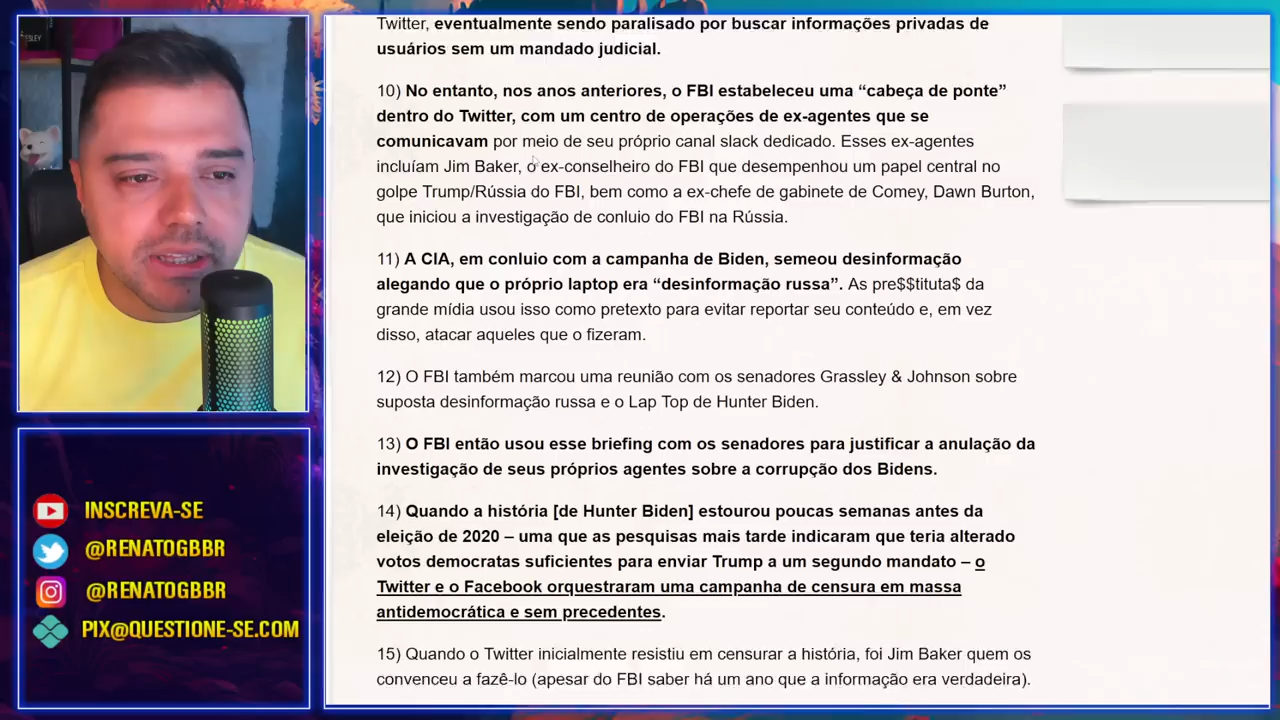 Twitter, eventualmente sendo paralisado por buscar informações privadas de
usuários sem um mandado judicial.
10) No entanto, nos anos anteriores, o FBI estabeleceu uma “cabeça de ponte”
dentro do Twitter, com um centro de operações de ex-agentes que se
comunicavam por meio de seu próprio canal slack dedicado. Esses ex-agentes
incluíam Jim Baker, o ex-conselheiro do FBI que desempenhou um papel central no
golpe Trump/Rússia do FBI, bem como a ex-chefe de gabinete de Comey, Dawn Burton,
que iniciou a investigação de conluio do FBI na Rússia.
11) A CIA, em conluio com a campanha de Biden, semeou desinformação
alegando que o próprio laptop era “desinformação russa”. As pre$$tituta$ da
grande mídia usou isso como pretexto para evitar reportar seu conteúdo e, em vez
disso, atacar aqueles que o fizeram.
12) O FBI também marcou uma reunião com os senadores Grassley & Johnson sobre
suposta desinformação russa e o Lap Top de Hunter Biden.
13) O FBI então usou esse briefing com os senadores para justificar a anulação da
investigação de seus próprios agentes sobre a corrupção dos Bidens.
14) Quando a história [de Hunter Biden] estourou poucas semanas antes da
eleição de 2020 – uma que as pesquisas mais tarde indicaram que teria alterado
votos democratas suficientes para enviar Trump a um segundo mandato – o
Twitter e o Facebook orquestraram uma campanha de censura em massa
antidemocrática e sem precedentes.
15) Quando o Twitter inicialmente resistiu em censurar a história, foi Jim Baker quem os
convenceu a fazê-lo (apesar do FBI saber há um ano que a informação era verdadeira).
INSCREVA-SE
@RENATOGBBR
@RENATOGBBR
PIX@QUESTIONE-SE.COM